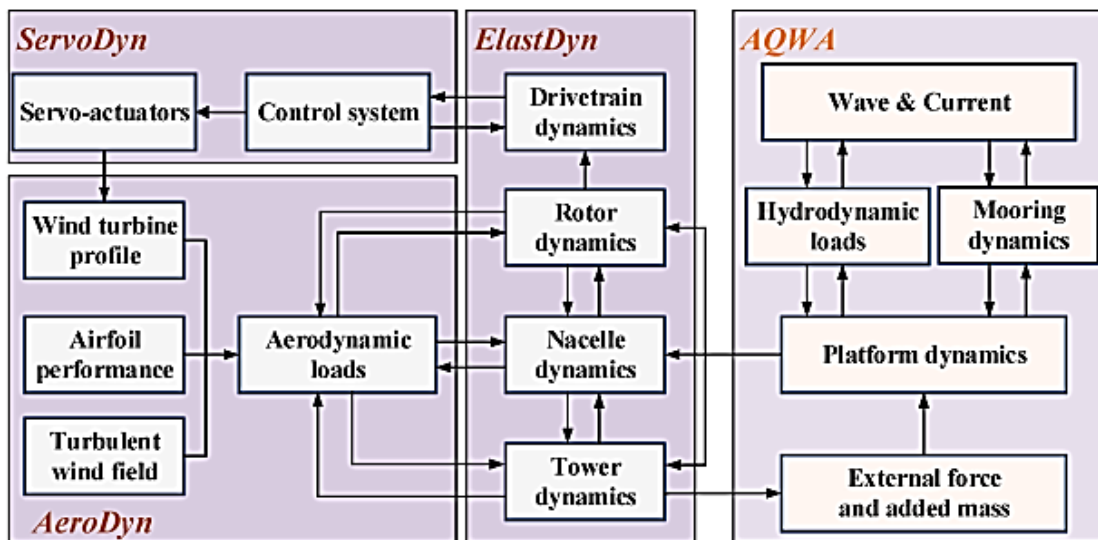 ServoDyn
Servo-actuators
Control system
AeroDyn
Wind turbine
profile
Airfoil
performance
Turbulent
wind field
Aerodynamic
loads
ElastDyn
Drivetrain
dynamics
Rotor
dynamics
Nacelle
dynamics
Tower
dynamics
AQWA
Wave & Current
Hydrodynamic
loads
Mooring
dynamics
Platform dynamics
External force
and added mass